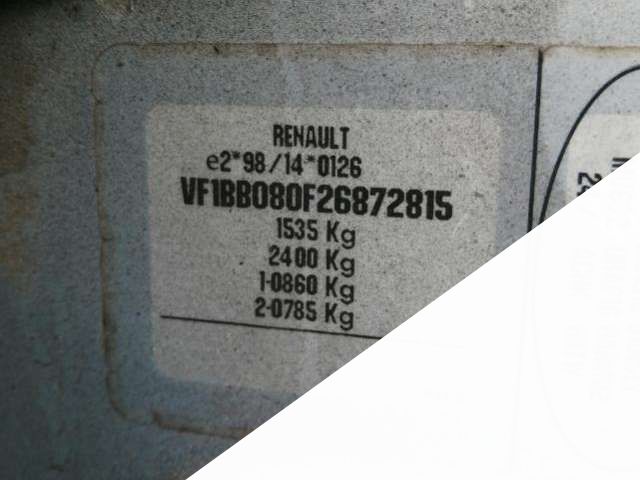 RENAULT
e2*98/14*0126
VF1BB080F26872815
1535 Kg
2400 Kg
1-0860 Kg
2-0785 Kg